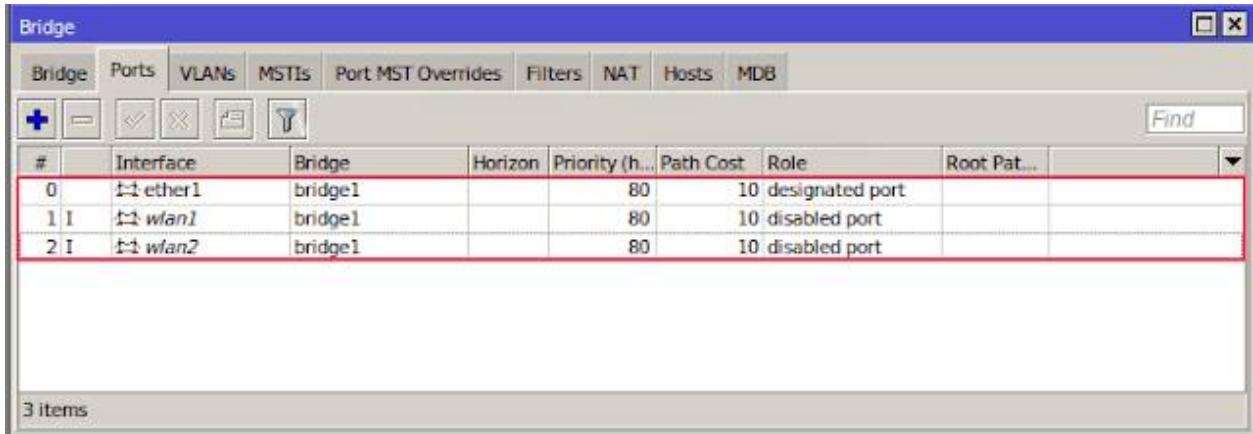 Bridge
Bridge Ports VLANs MSTIs Port MST Overrides Filters NAT Hosts MDB
Find
# Interface Bridge Horizon Priority (h... Path Cost Role Root Pat...
0 ether1 bridge1 80 10 designated port
1 I wlan1 bridge1 80 10 disabled port
2 I wlan2 bridge1 80 10 disabled port
3 items